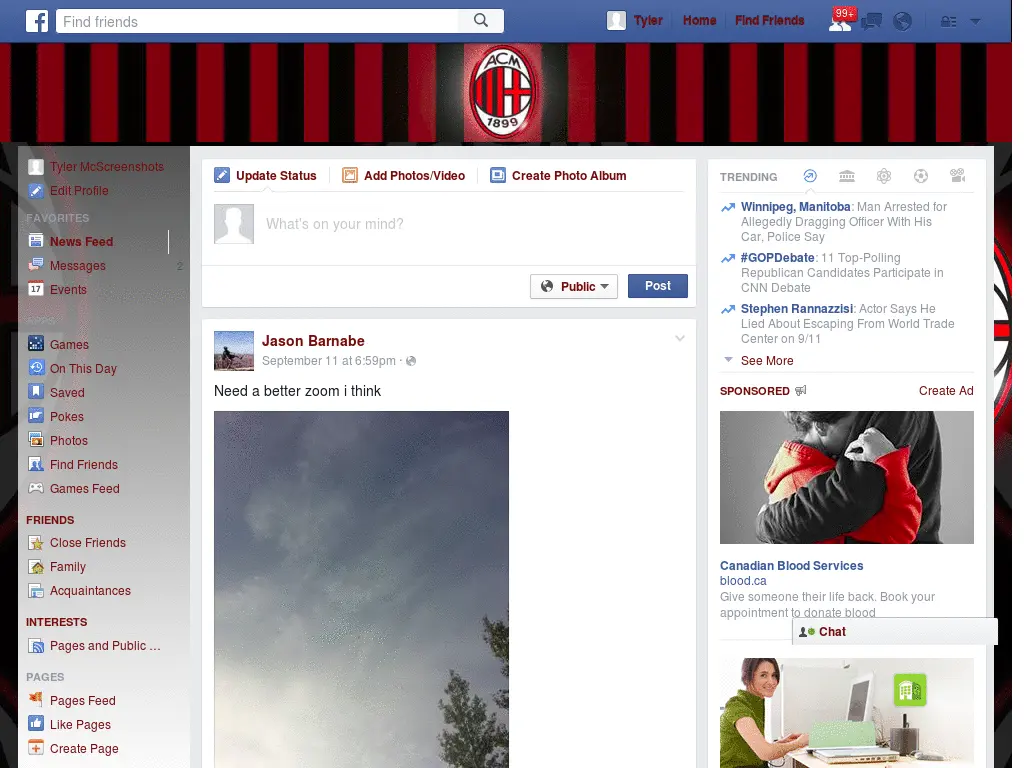 Find friends
Tyler
Home
Find Friends
99+
ACM
1899
Tyler McScreenshots
Edit Profile
FAVORITES
News Feed
Messages
2
17
Events
APPS
Games
On This Day
Saved
Pokes
Photos
Find Friends
Games Feed
FRIENDS
Close Friends
Family
Acquaintances
INTERESTS
Pages and Public ...
PAGES
Pages Feed
Like Pages
Create Page
Update Status
Add Photos/Video
Create Photo Album
What's on your mind?
Public
Post
Jason Barnabe
September 11 at 6:59pm ·
Need a better zoom i think
TRENDING
Winnipeg, Manitoba: Man Arrested for
Allegedly Dragging Officer With His
Car, Police Say
#GOPDebate: 11 Top-Polling
Republican Candidates Participate in
CNN Debate
Stephen Rannazzisi: Actor Says He
Lied About Escaping From World Trade
Center on 9/11
See More
SPONSORED
Create Ad
Canadian Blood Services
blood.ca
Give someone their life back. Book your
appointment to donate blood
Chat